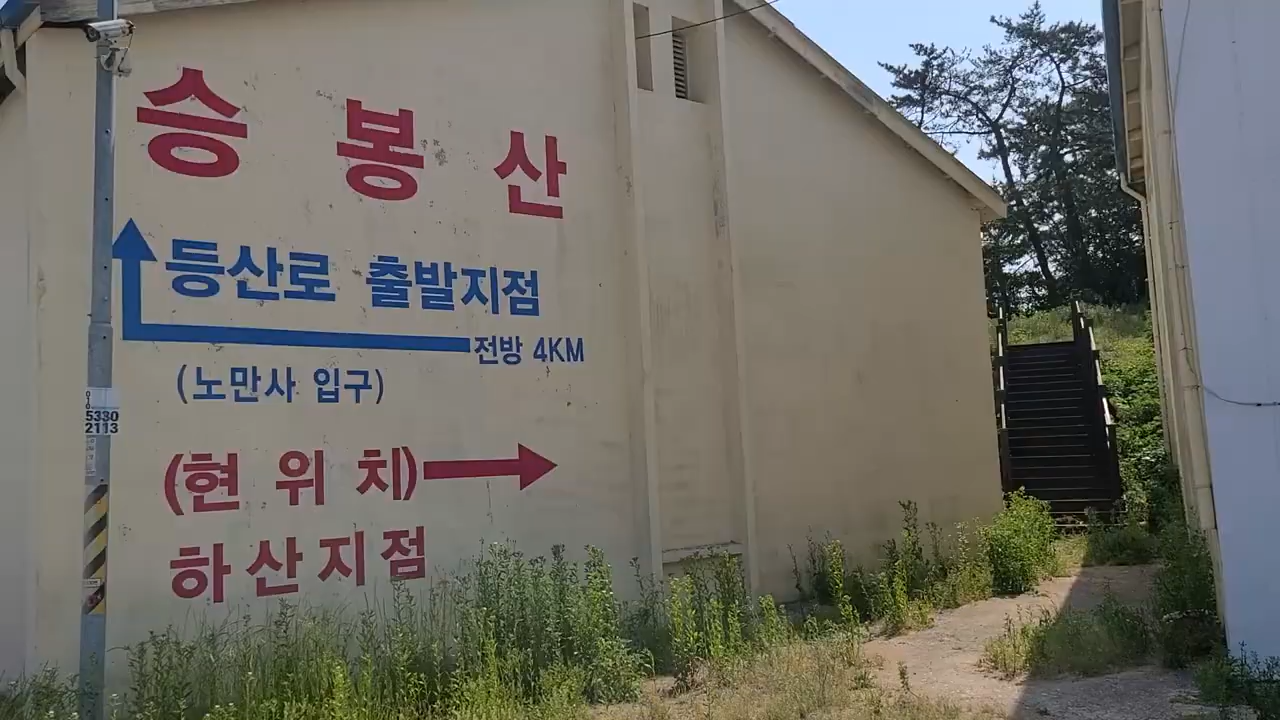 승봉산
등산로 출발지점
전방 4KM
(노만사 입구)
(현 위 치)
하산지점
010
5330
2113